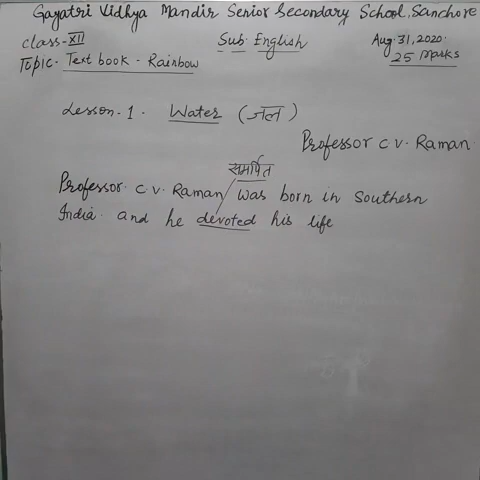 Gayatri Vidhya Mandir Senior Secondary School, Sanchore
class-XII Sub. English Aug. 31, 2020.
Topic. Text book - Rainbow 25 Marks
Lesson. 1. Water (जल)
Professor C.V. Raman.
समर्पित
Professor. C.V. Raman was born in Southern
India. and he devoted his life